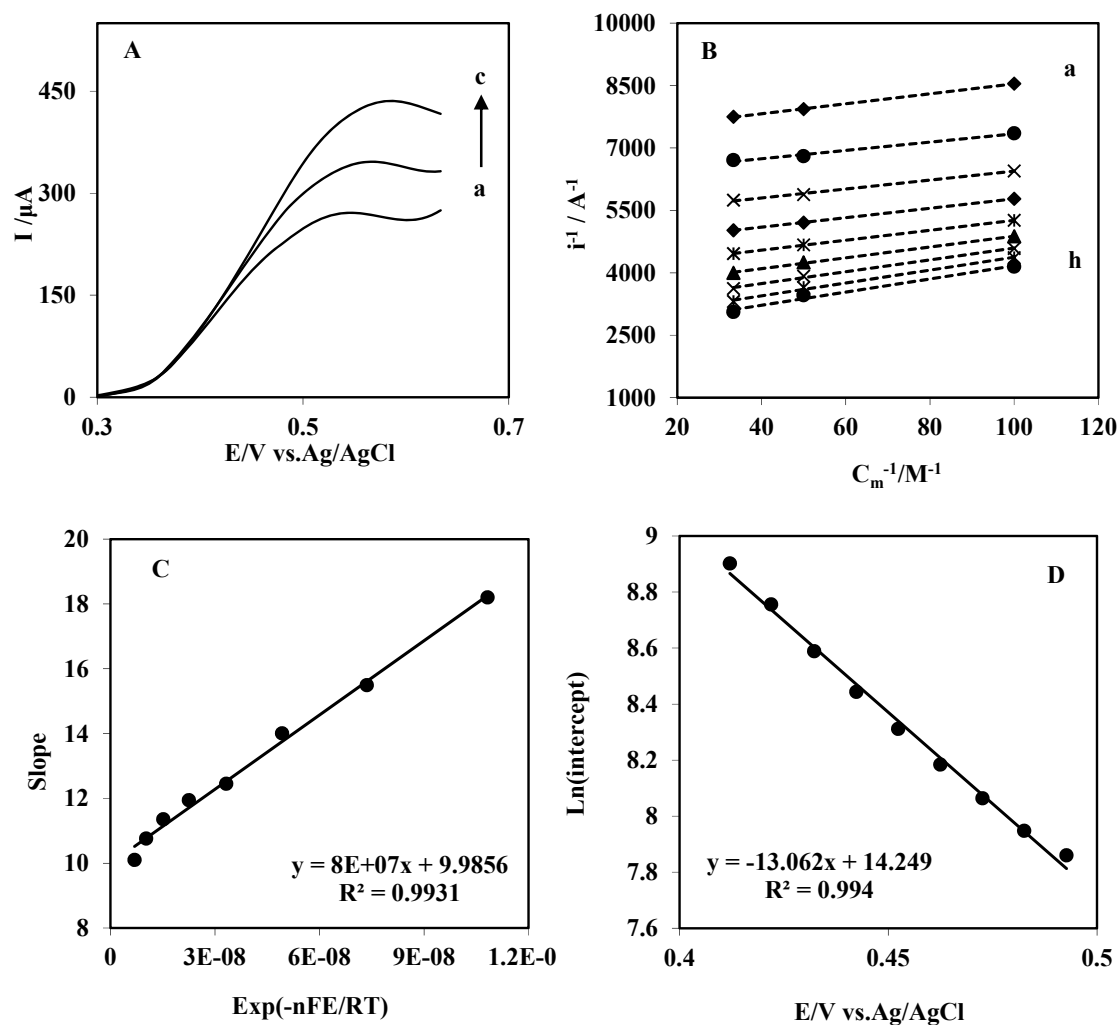 A
c
a
450
300
150
0
I /µA
0.3
0.5
0.7
E/V vs.Ag/AgCl
B
a
h
10000
8500
7000
5500
4000
2500
1000
i-1 / A-1
20
40
60
80
100
120
Cm-1/M-1
C
20
18
16
14
12
10
8
Slope
y = 8E+07x + 9.9856
R² = 0.9931
0
3E-08
6E-08
9E-08
1.2E-0
Exp(-nFE/RT)
D
9
8.8
8.6
8.4
8.2
8
7.8
7.6
Ln(intercept)
y = -13.062x + 14.249
R² = 0.994
0.4
0.45
0.5
E/V vs.Ag/AgCl